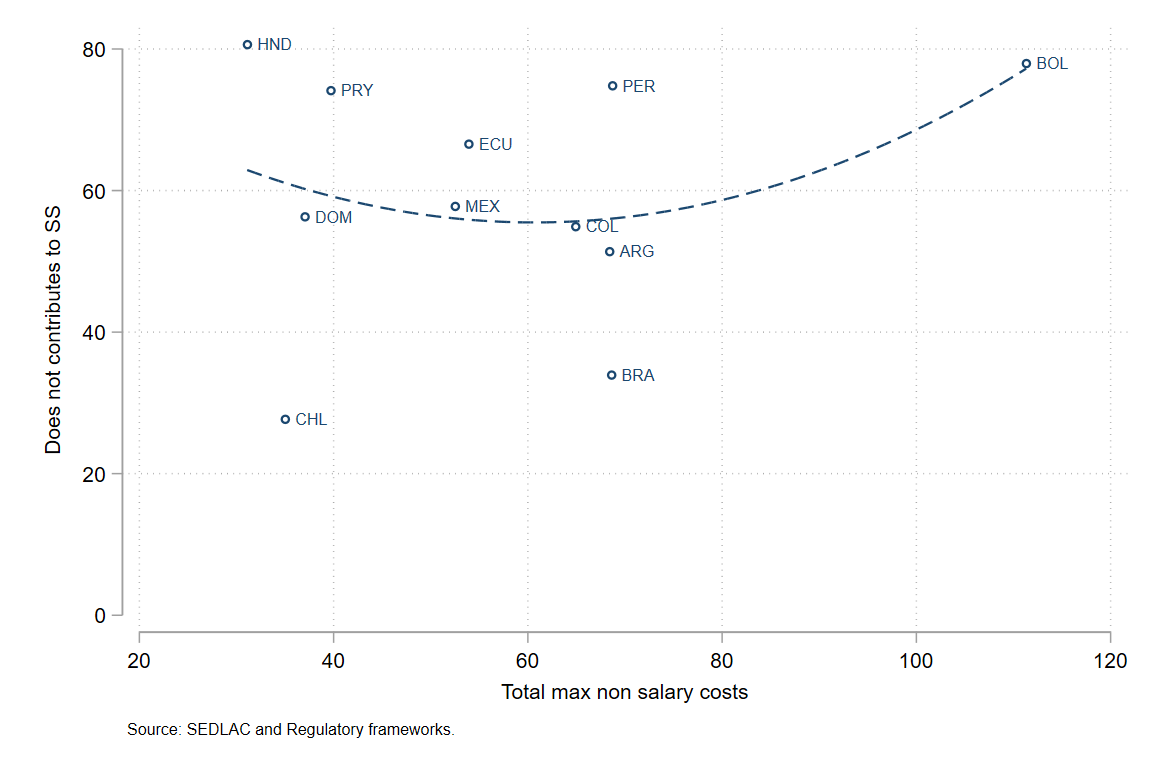 80
HND
BOL
PER
PRY
ECU
60
MEX
DOM
COL
ARG
40
BRA
CHL
20
0
Does not contributes to SS
20 40 60 80 100 120
Total max non salary costs
Source: SEDLAC and Regulatory frameworks.